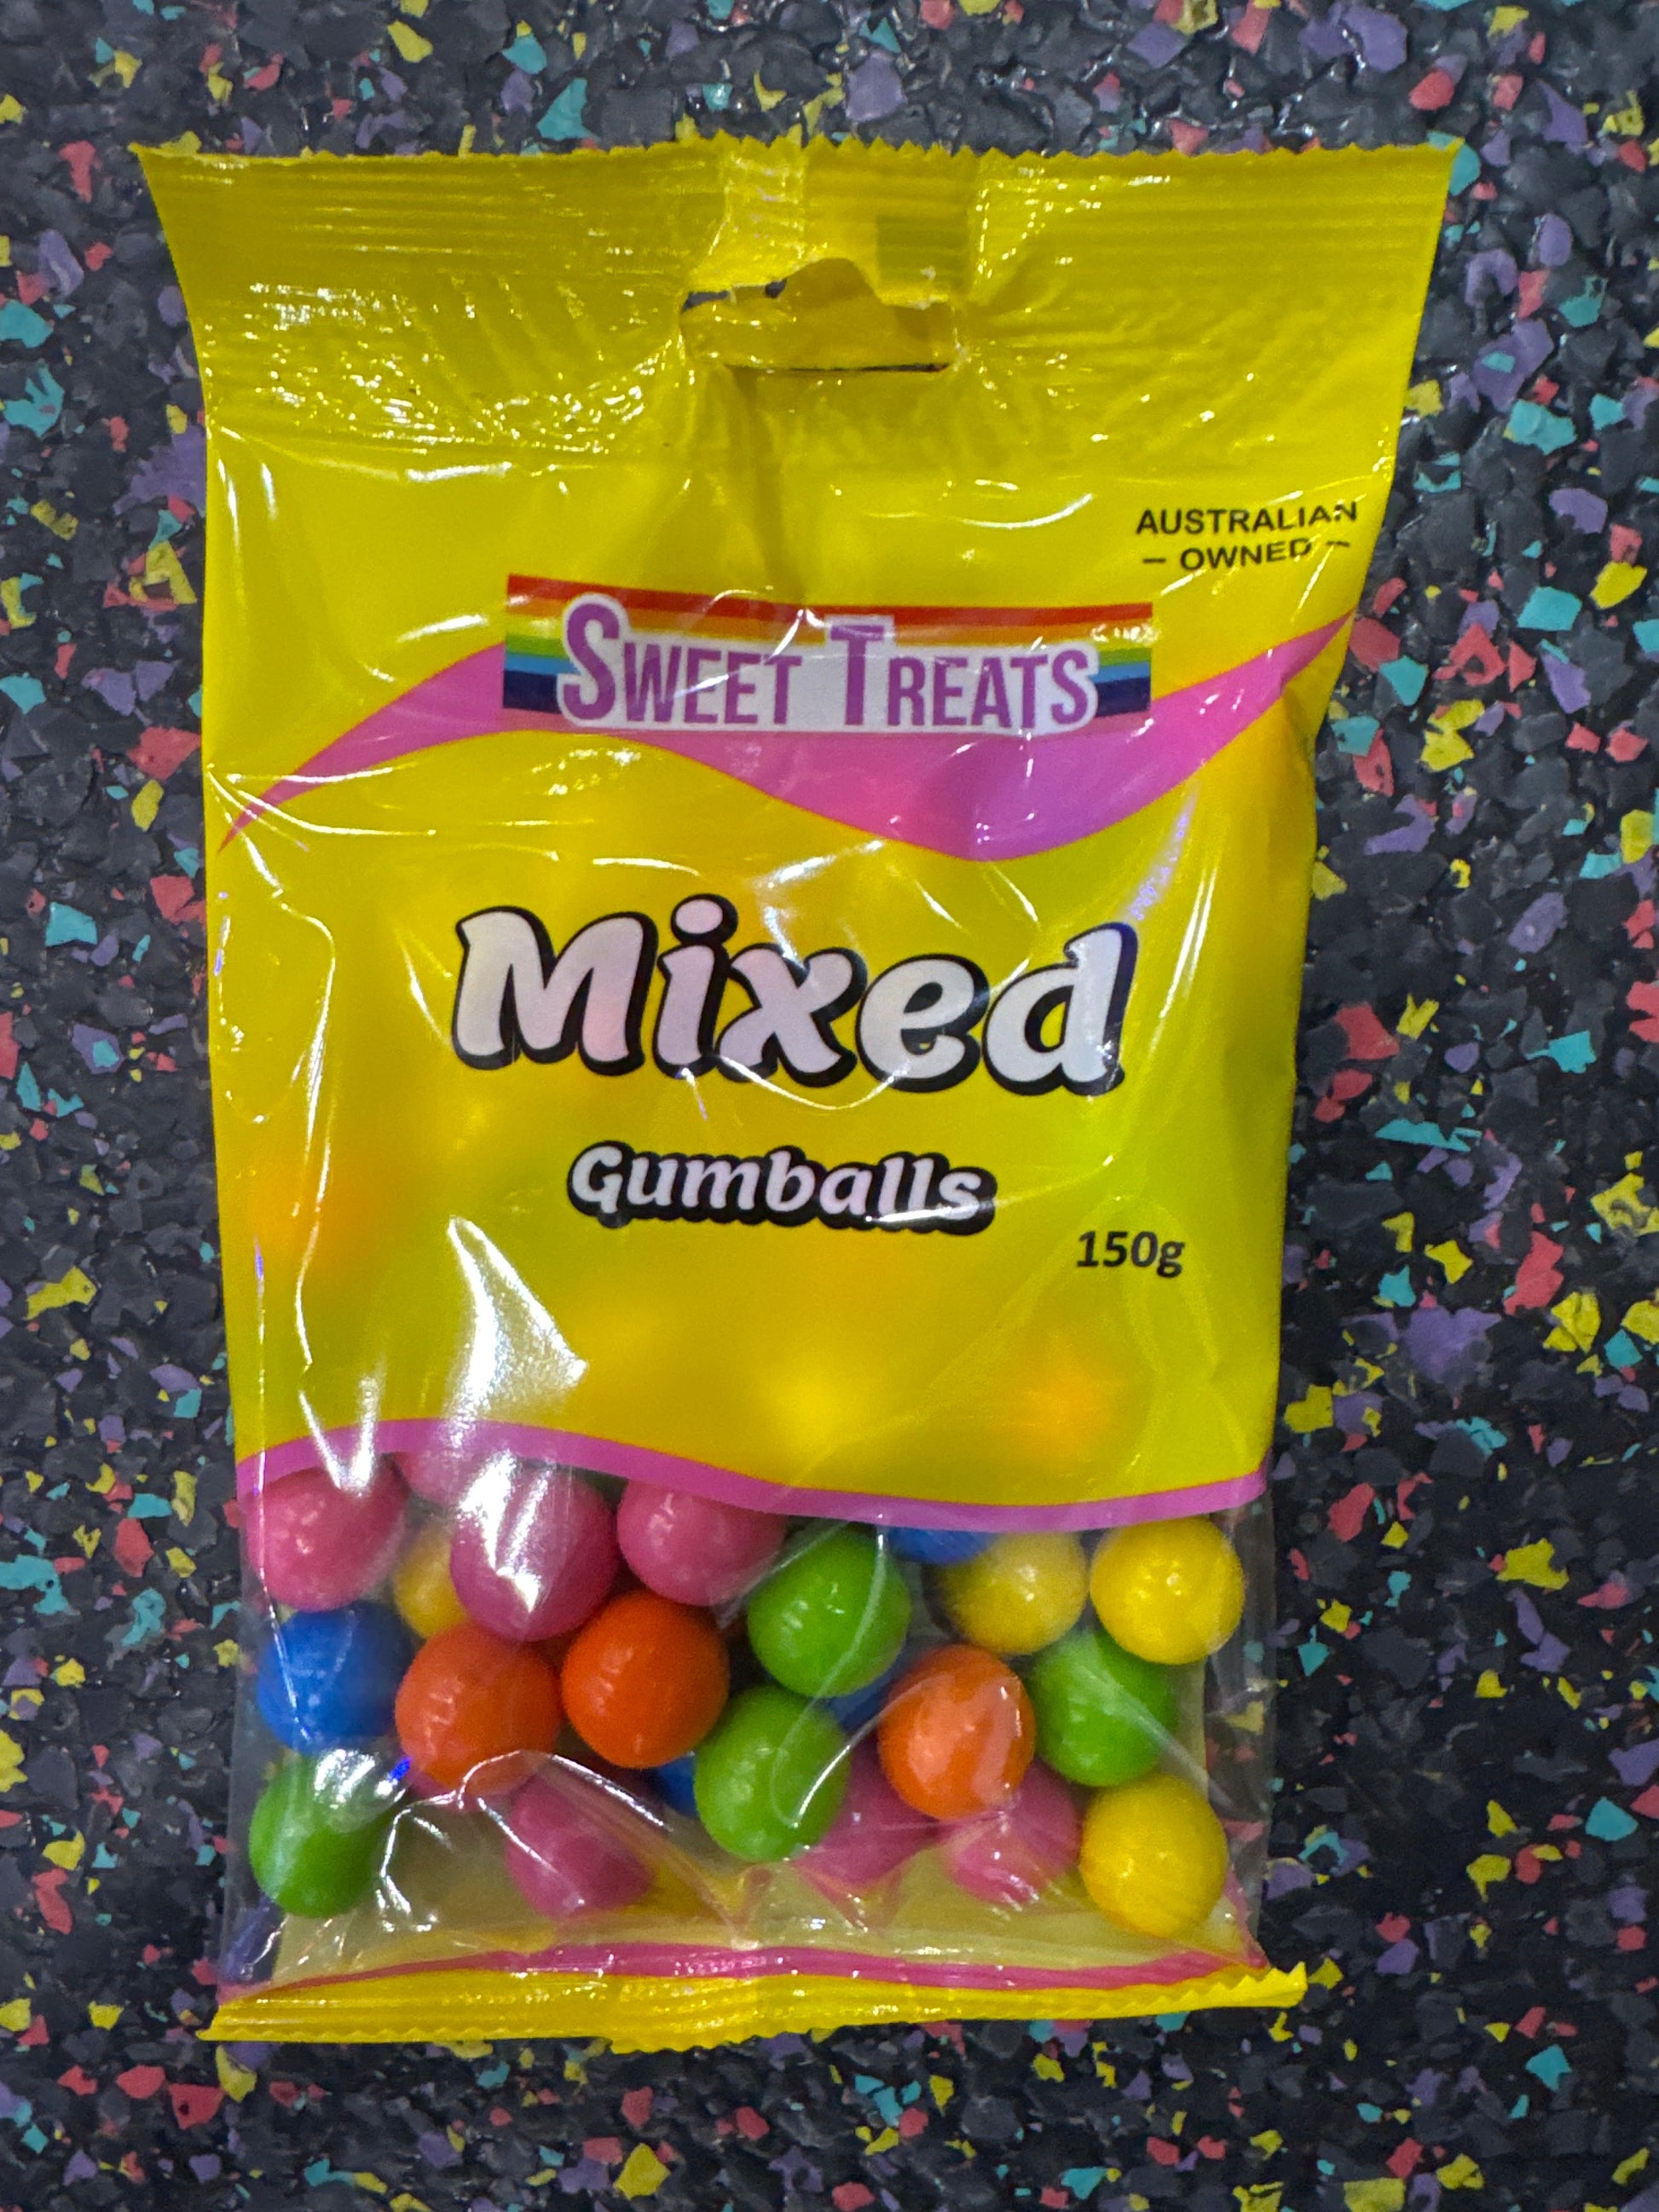 AUSTRALIAN
– OWNED –
SWEET TREATS
Mixed
Gumballs
150g